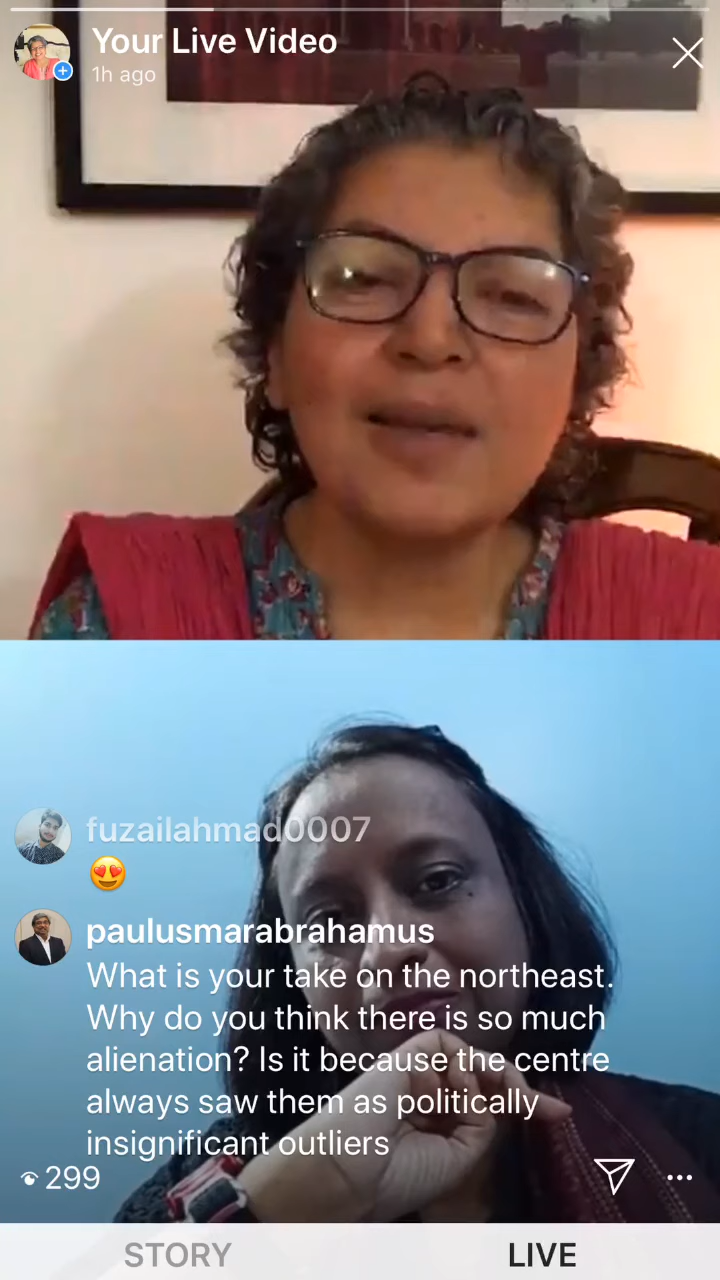 Your Live Video
1h ago
fuzailahmad0007
😍
paulusmarabrahamus
What is your take on the northeast.
Why do you think there is so much
alienation? Is it because the centre
always saw them as politically
insignificant outliers
299
STORY
LIVE